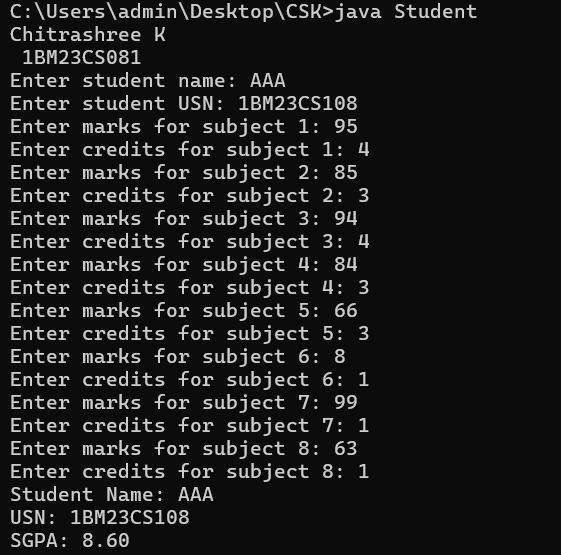 C:\Users\admin\Desktop\CSK>java Student
Chitrashree K
 1BM23CS081
Enter student name: AAA
Enter student USN: 1BM23CS108
Enter marks for subject 1: 95
Enter credits for subject 1: 4
Enter marks for subject 2: 85
Enter credits for subject 2: 3
Enter marks for subject 3: 94
Enter credits for subject 3: 4
Enter marks for subject 4: 84
Enter credits for subject 4: 3
Enter marks for subject 5: 66
Enter credits for subject 5: 3
Enter marks for subject 6: 8
Enter credits for subject 6: 1
Enter marks for subject 7: 99
Enter credits for subject 7: 1
Enter marks for subject 8: 63
Enter credits for subject 8: 1
Student Name: AAA
USN: 1BM23CS108
SGPA: 8.60